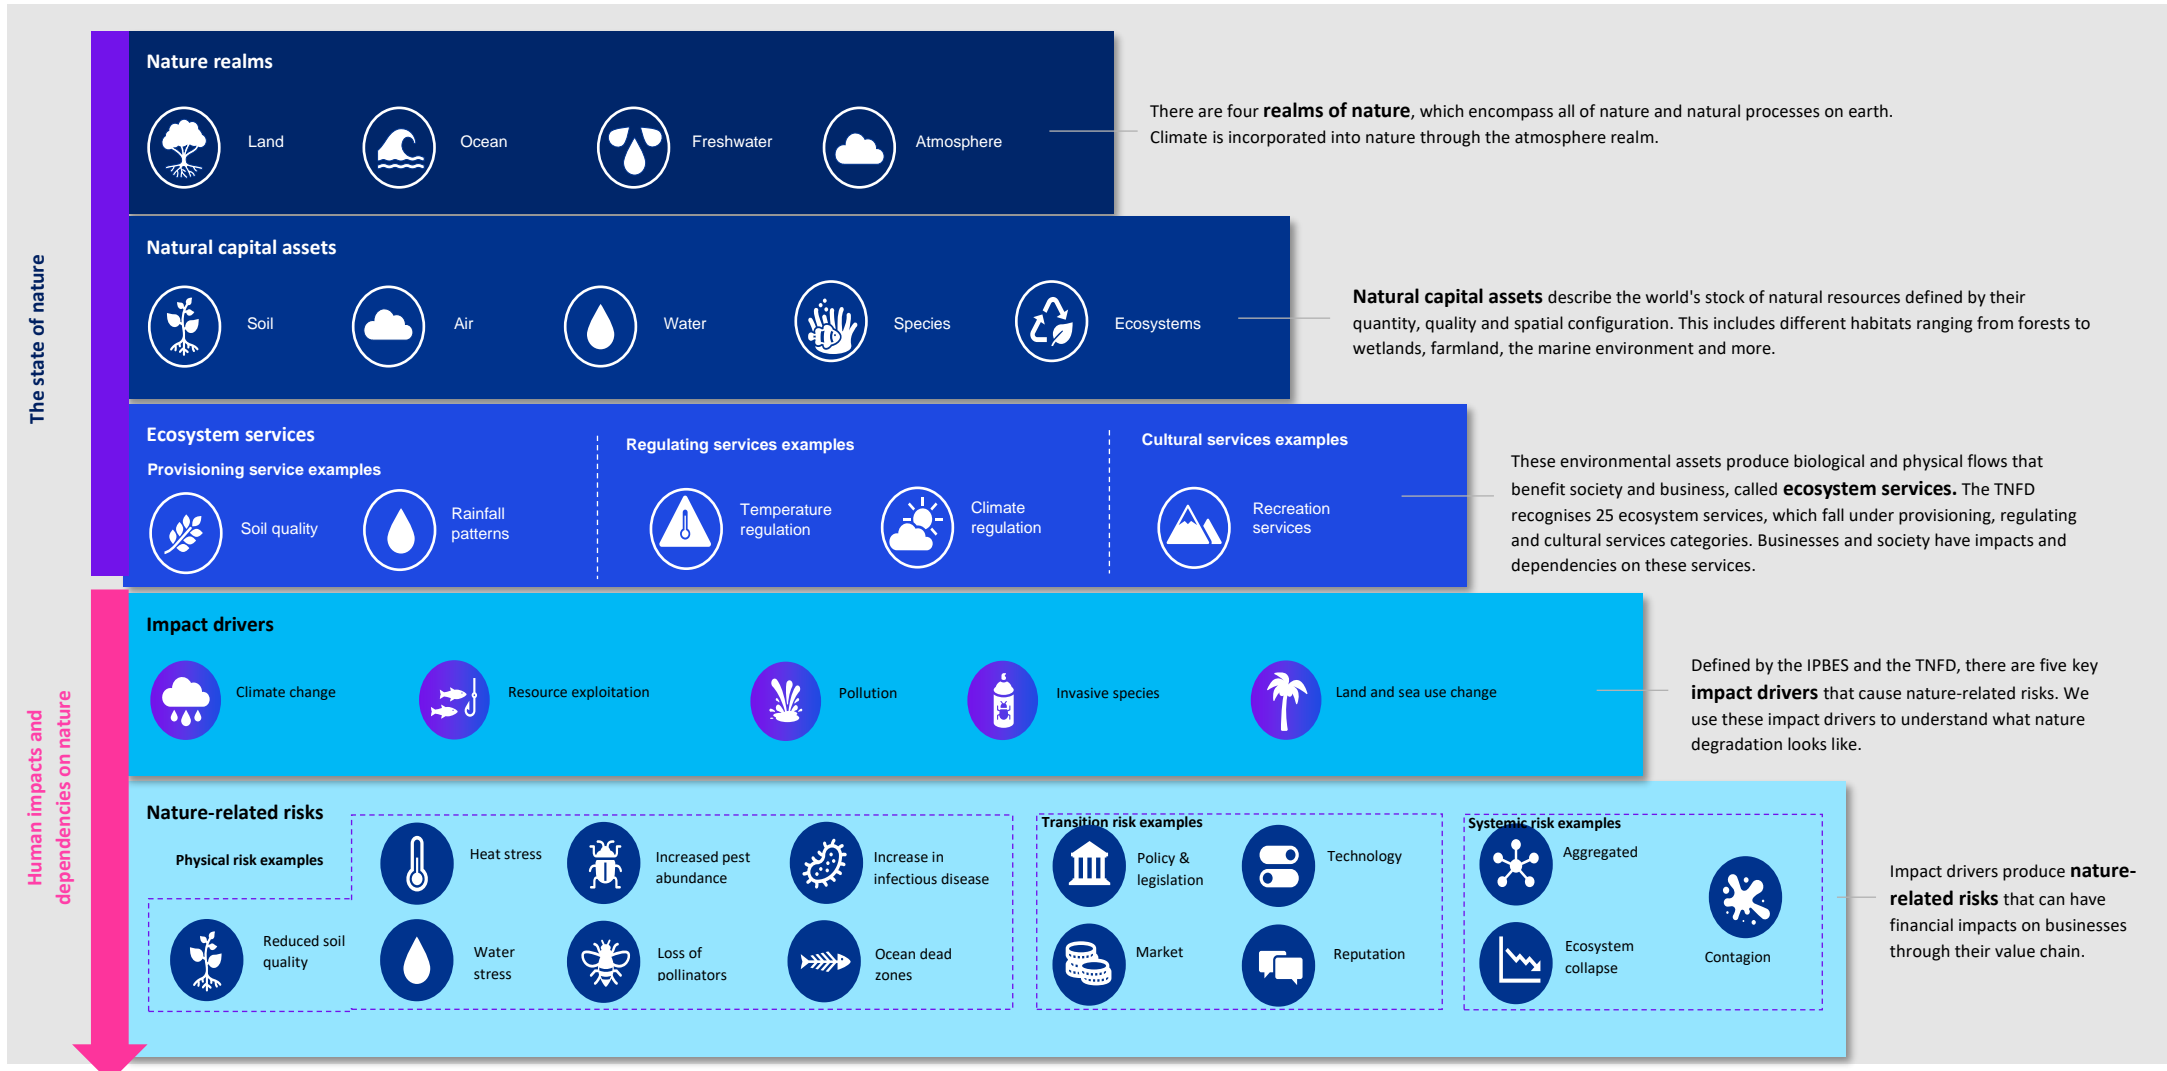 The state of nature
Nature realms
Land
Ocean
Freshwater
Atmosphere
There are four realms of nature, which encompass all of nature and natural processes on earth.
Climate is incorporated into nature through the atmosphere realm.
Natural capital assets
Soil
Air
Water
Species
Ecosystems
Natural capital assets describe the world's stock of natural resources defined by their
quantity, quality and spatial configuration. This includes different habitats ranging from forests to
wetlands, farmland, the marine environment and more.
Ecosystem services
Provisioning service examples
Soil quality
Rainfall
patterns
Regulating services examples
Temperature
regulation
Climate
regulation
Cultural services examples
Recreation
services
These environmental assets produce biological and physical flows that
benefit society and business, called ecosystem services. The TNFD
recognises 25 ecosystem services, which fall under provisioning, regulating
and cultural services categories. Businesses and society have impacts and
dependencies on these services.
Human impacts and
dependencies on nature
Impact drivers
Climate change
Resource exploitation
Pollution
Invasive species
Land and sea use change
Defined by the IPBES and the TNFD, there are five key
impact drivers that cause nature-related risks. We
use these impact drivers to understand what nature
degradation looks like.
Nature-related risks
Physical risk examples
Heat stress
Increased pest
abundance
Increase in
infectious disease
Reduced soil
quality
Water
stress
Loss of
pollinators
Ocean dead
zones
Transition risk examples
Policy &
legislation
Technology
Market
Reputation
Systemic risk examples
Aggregated
Ecosystem
collapse
Contagion
Impact drivers produce nature-
related risks that can have
financial impacts on businesses
through their value chain.